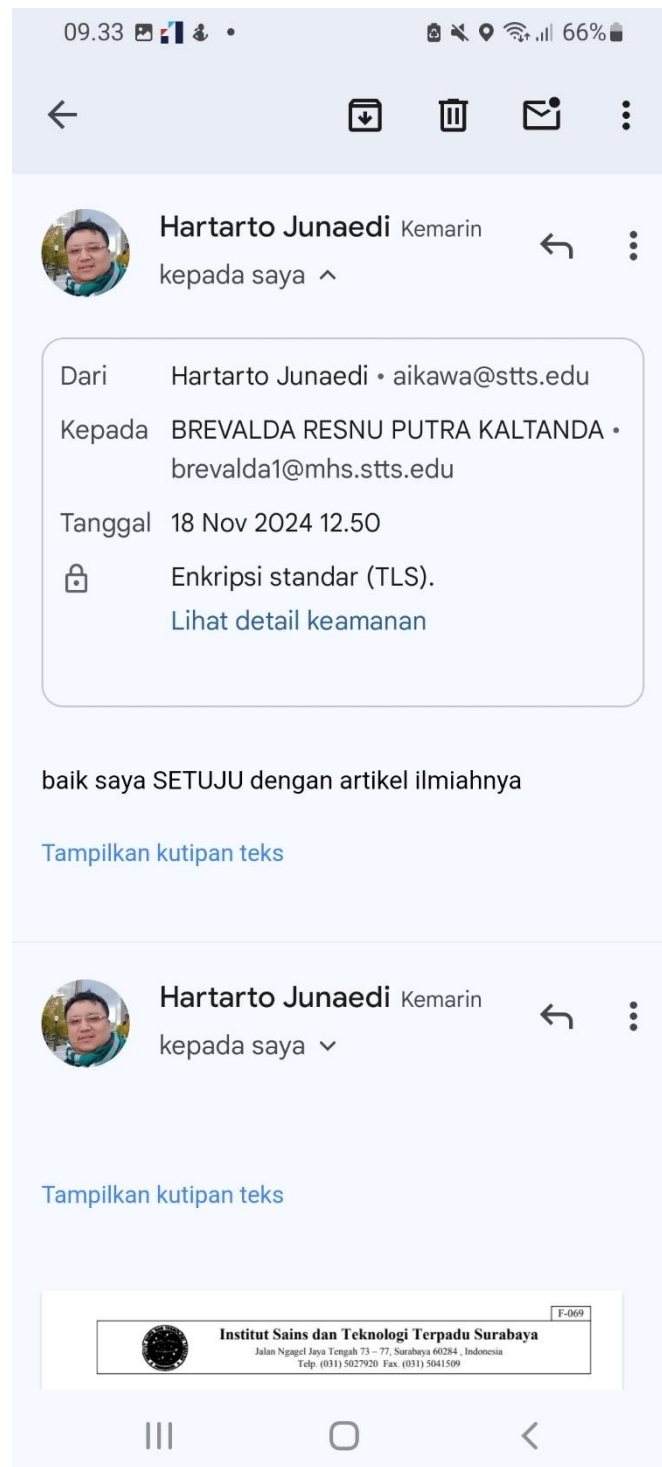 09.33 66%
Hartarto Junaedi Kemarin
kepada saya
Dari Hartarto Junaedi • aikawa@stts.edu
Kepada BREVALDA RESNU PUTRA KALTANDA •
brevalda1@mhs.stts.edu
Tanggal 18 Nov 2024 12.50
Enkripsi standar (TLS).
Lihat detail keamanan
baik saya SETUJU dengan artikel ilmiahnya
Tampilkan kutipan teks
Hartarto Junaedi Kemarin
kepada saya
Tampilkan kutipan teks
F-069
Institut Sains dan Teknologi Terpadu Surabaya
Jalan Ngagel Jaya Tengah 73 – 77, Surabaya 60284 , Indonesia
Telp. (031) 5027920 Fax. (031) 5041509